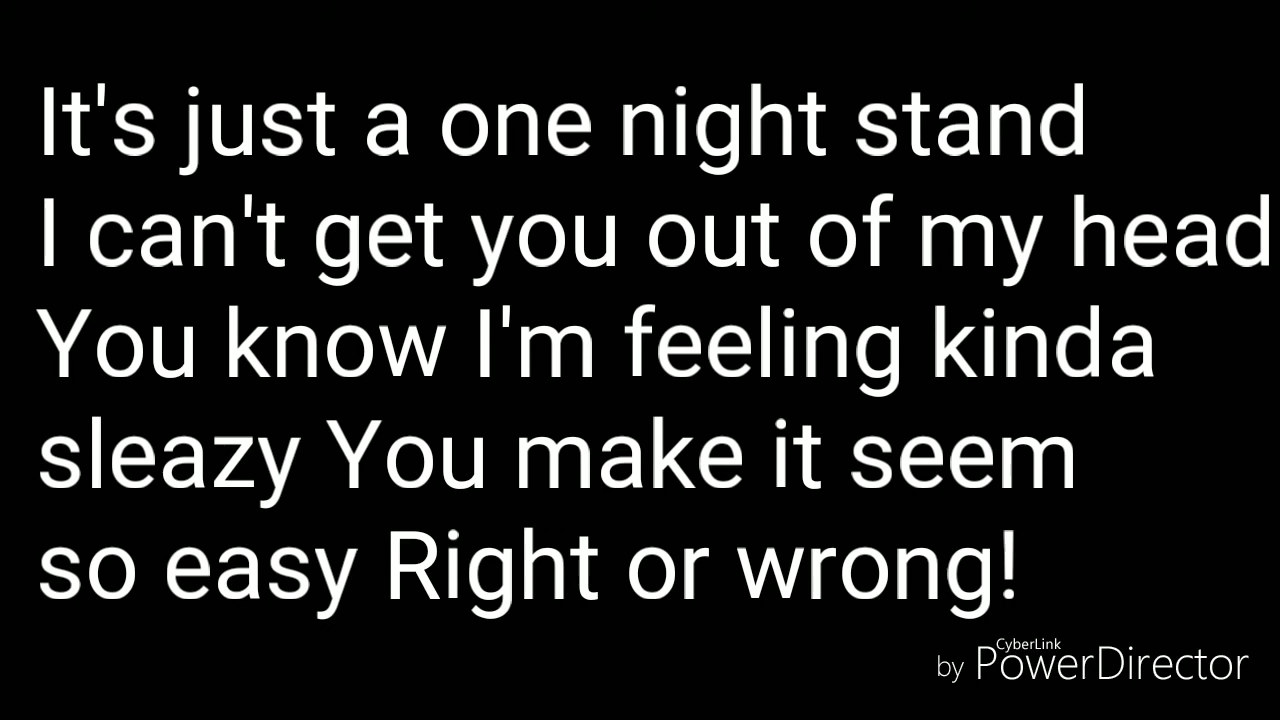 It's just a one night stand
I can't get you out of my head
You know I'm feeling kinda
sleazy You make it seem
so easy Right or wrong!
CyberLink
by PowerDirector